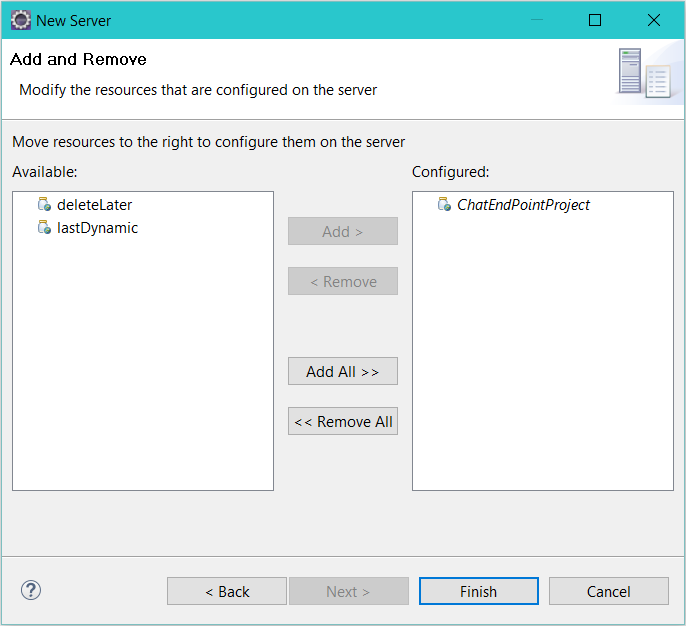 New Server
Add and Remove
Modify the resources that are configured on the server
Move resources to the right to configure them on the server
Available:
Configured:
deleteLater
lastDynamic
ChatEndPointProject
Add >
< Remove
Add All >>
<< Remove All
?
< Back
Next >
Finish
Cancel